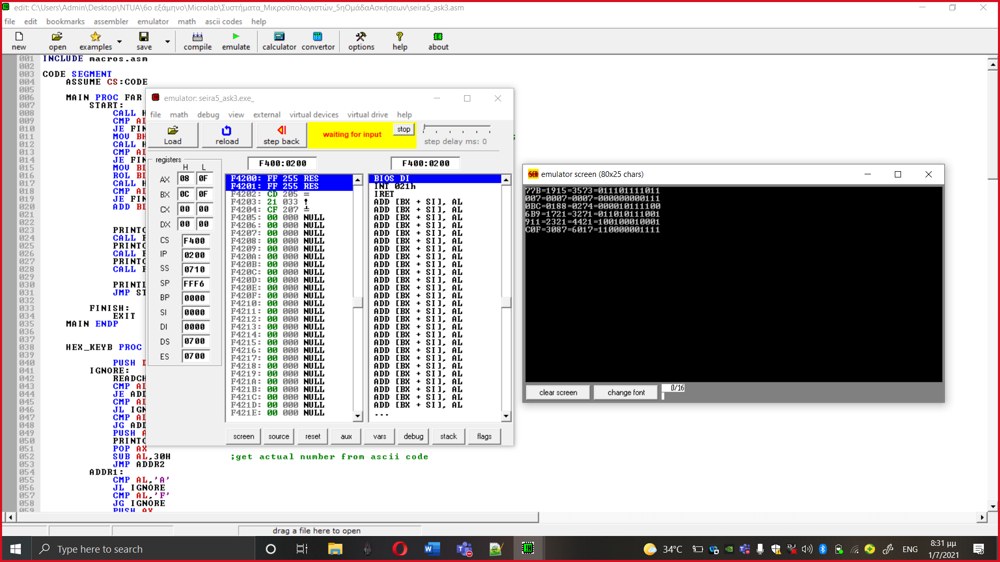 edit: C:\Users\Admin\Desktop\NTUA\6ο εξάμηνο\Microlab\Συστήματα_Μικροϋπολογιστών_5ηΟμάδαΑσκήσεων\seira5_ask3.asm
file edit bookmarks assembler emulator math ascii codes help
new open examples save compile emulate calculator convertor options help about
001 INCLUDE macros.asm
002
003 CODE SEGMENT
004 ASSUME CS:CODE
005
006 MAIN PROC FAR
007 START:
008 CALL H
009 CMP AL
010 JE FIN
011 MOV BH
012 CALL H
013 CMP AL
014 JE FIN
015 MOV BL
016 ROL BL
017 CALL H
018 CMP AL
019 JE FIN
020 ADD BL
021
022
023 PRINTC
024 CALL P
025 PRINTC
026 CALL P
027 PRINTC
028 CALL P
029
030 PRINTL
031 JMP ST
032
033 FINISH:
034 EXIT
035 MAIN ENDP
036
037
038 HEX_KEYB PROC
039
040 PUSH D
041 IGNORE:
042 READCH
043 CMP AL
044 JE ADD
045 CMP AL
046 JL IGN
047 CMP AL
048 JG ADD
049 PUSH A
050 PRINTC
051 POP AX
052 SUB AL,30H ;get actual number from ascii code
053 JMP ADDR2
054 ADDR1:
055 CMP AL,'A'
056 JL IGNORE
057 CMP AL,'F'
058 JG IGNORE
059 PUSH AX
emulator: seira5_ask3.exe_
file math debug view external virtual devices virtual drive help
Load reload step back waiting for input stop step delay ms: 0
registers
H L
AX 08 0F
BX 0C 0F
CX 00 00
DX 00 00
CS F400
IP 0200
SS 0710
SP FFF6
BP 0000
SI 0000
DI 0000
DS 0700
ES 0700
F400:0200 F400:0200
F4200: FF 255 RES BIOS DI
F4201: FF 255 RES INT 021h
F4202: CD 205 = IRET
F4203: 21 033 ! ADD [BX + SI], AL
F4204: CF 207 ╧ ADD [BX + SI], AL
F4205: 00 000 NULL ADD [BX + SI], AL
F4206: 00 000 NULL ADD [BX + SI], AL
F4207: 00 000 NULL ADD [BX + SI], AL
F4208: 00 000 NULL ADD [BX + SI], AL
F4209: 00 000 NULL ADD [BX + SI], AL
F420A: 00 000 NULL ADD [BX + SI], AL
F420B: 00 000 NULL ADD [BX + SI], AL
F420C: 00 000 NULL ADD [BX + SI], AL
F420D: 00 000 NULL ADD [BX + SI], AL
F420E: 00 000 NULL ADD [BX + SI], AL
F420F: 00 000 NULL ADD [BX + SI], AL
F4210: 00 000 NULL ADD [BX + SI], AL
F4211: 00 000 NULL ADD [BX + SI], AL
F4212: 00 000 NULL ADD [BX + SI], AL
F4213: 00 000 NULL ADD [BX + SI], AL
F4214: 00 000 NULL ADD [BX + SI], AL
F4215: 00 000 NULL ADD [BX + SI], AL
F4216: 00 000 NULL ADD [BX + SI], AL
F4217: 00 000 NULL ADD [BX + SI], AL
F4218: 00 000 NULL ADD [BX + SI], AL
F4219: 00 000 NULL ADD [BX + SI], AL
F421A: 00 000 NULL ADD [BX + SI], AL
F421B: 00 000 NULL ADD [BX + SI], AL
F421C: 00 000 NULL ADD [BX + SI], AL
F421D: 00 000 NULL ADD [BX + SI], AL
F421E: 00 000 NULL ...
screen source reset aux vars debug stack flags
emulator screen (80x25 chars)
77B=1915=3573=011101111011
007=0007=0007=000000000111
0BC=0188=0274=000010111100
6B9=1721=3271=011010111001
911=2321=4421=100100010001
C0F=3087=6017=110000001111
clear screen change font 0/16
drag a file here to open
Type here to search
34°C ENG 8:31 μμ
1/7/2021